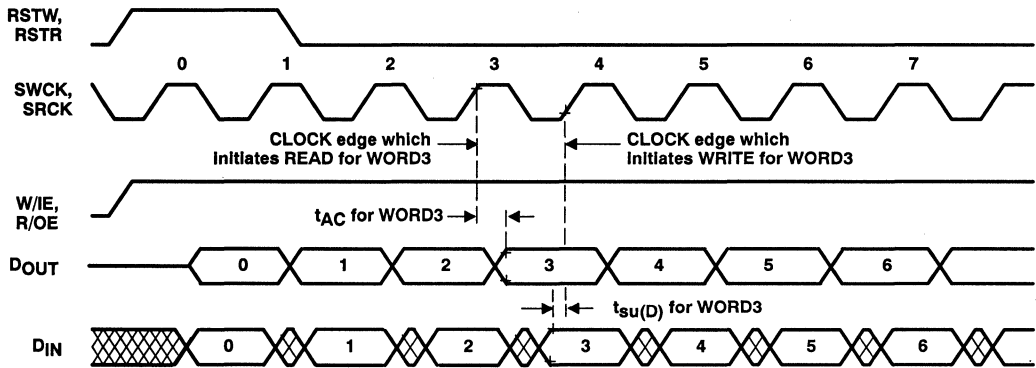 RSTW,
RSTR
0 1 2 3 4 5 6 7
SWCK,
SRCK
CLOCK edge which
Initiates READ for WORD3
CLOCK edge which
Initiates WRITE for WORD3
W/IE,
R/OE
tAC for WORD3
DOUT
0 1 2 3 4 5 6
tsu(D) for WORD3
DIN
0 1 2 3 4 5 6